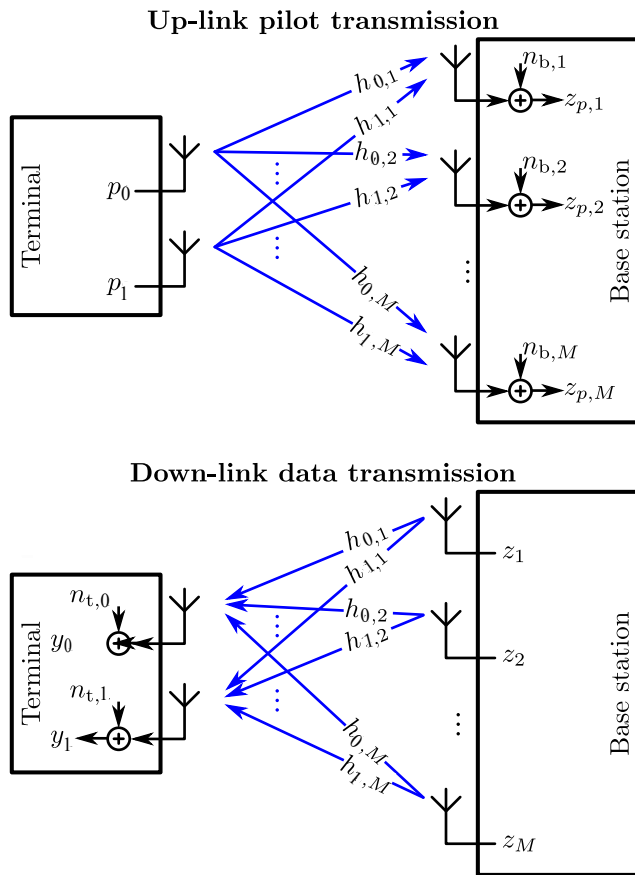 Up-link pilot transmission
h_{0,1}
n_{b,1}
h_{1,1}
z_{p,1}
Terminal
p_0
h_{0,2}
n_{b,2}
h_{1,2}
z_{p,2}
Base station
p_1
h_{0,M}
h_{1,M}
n_{b,M}
z_{p,M}
Down-link data transmission
h_{0,1}
z_1
h_{1,1}
Terminal
n_{t,0}
h_{0,2}
y_0
h_{1,2}
z_2
Base station
n_{t,1}
y_1
h_{0,M}
h_{1,M}
z_M